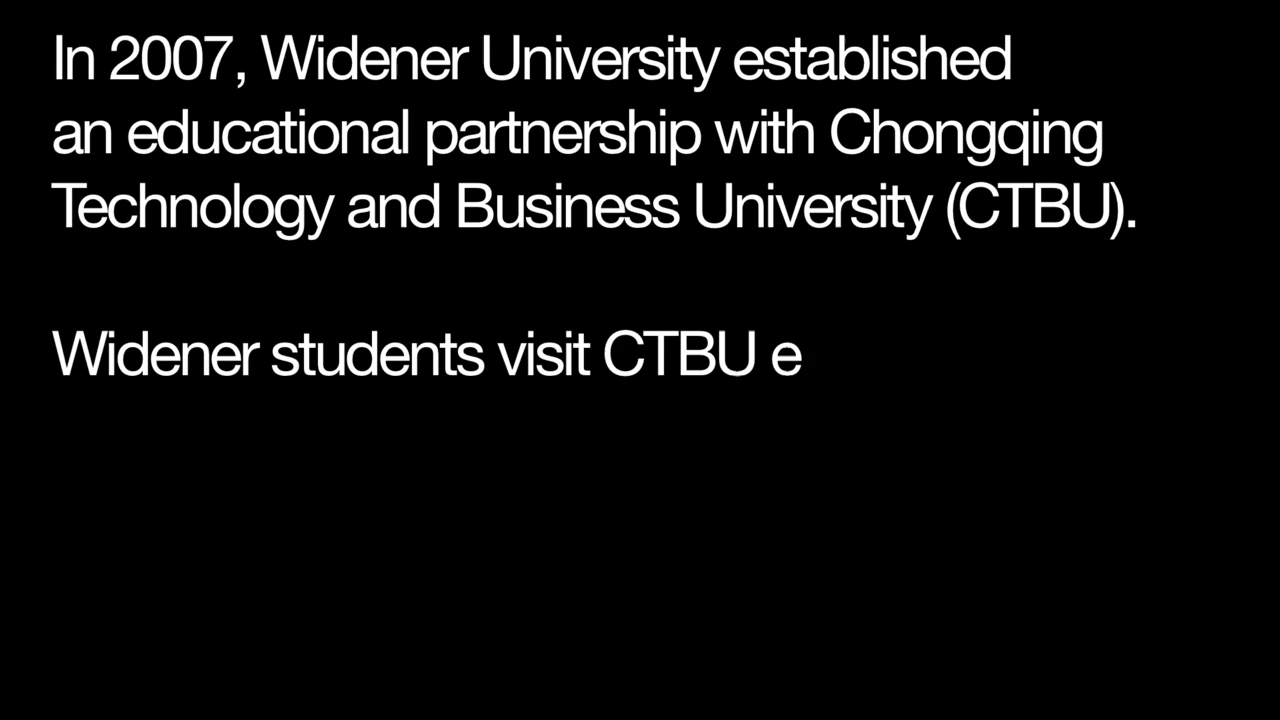 In 2007, Widener University established
an educational partnership with Chongqing
Technology and Business University (CTBU).
Widener students visit CTBU e